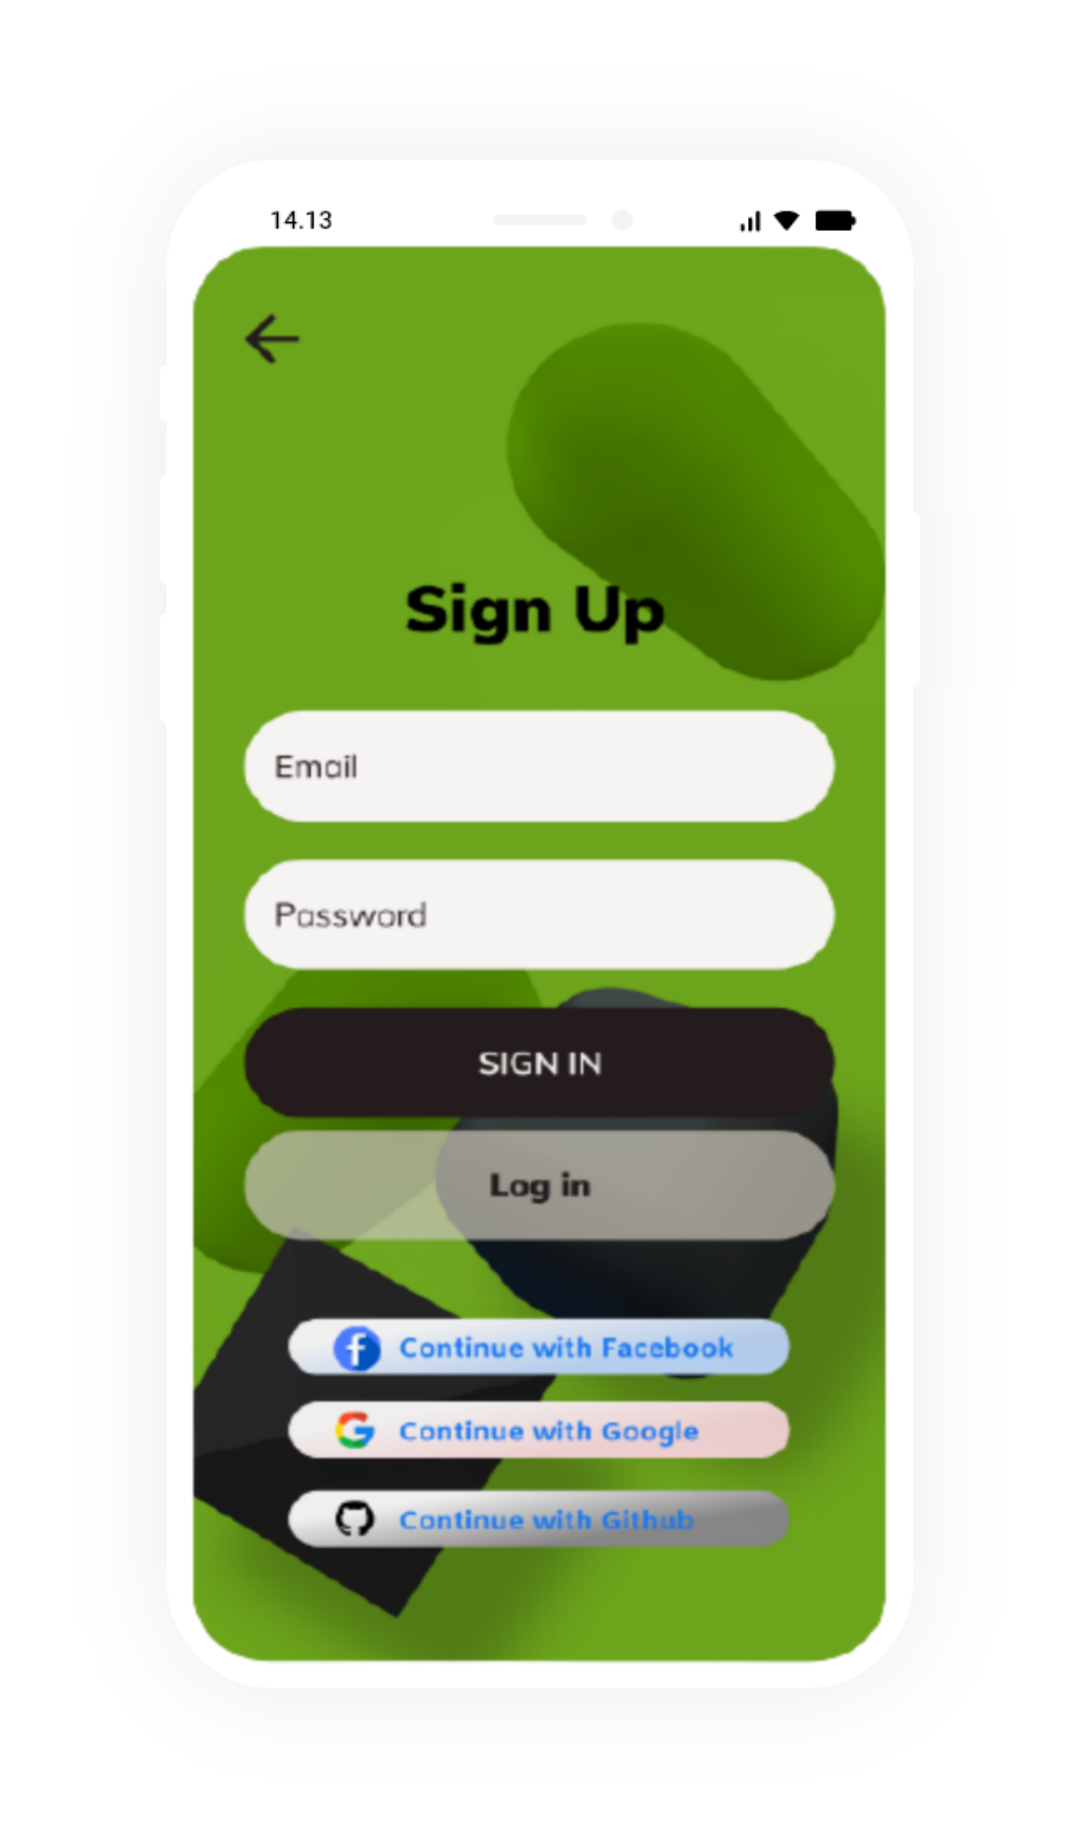 14.13
Sign Up
Email
Password
SIGN IN
Log in
Continue with Facebook
Continue with Google
Continue with Github